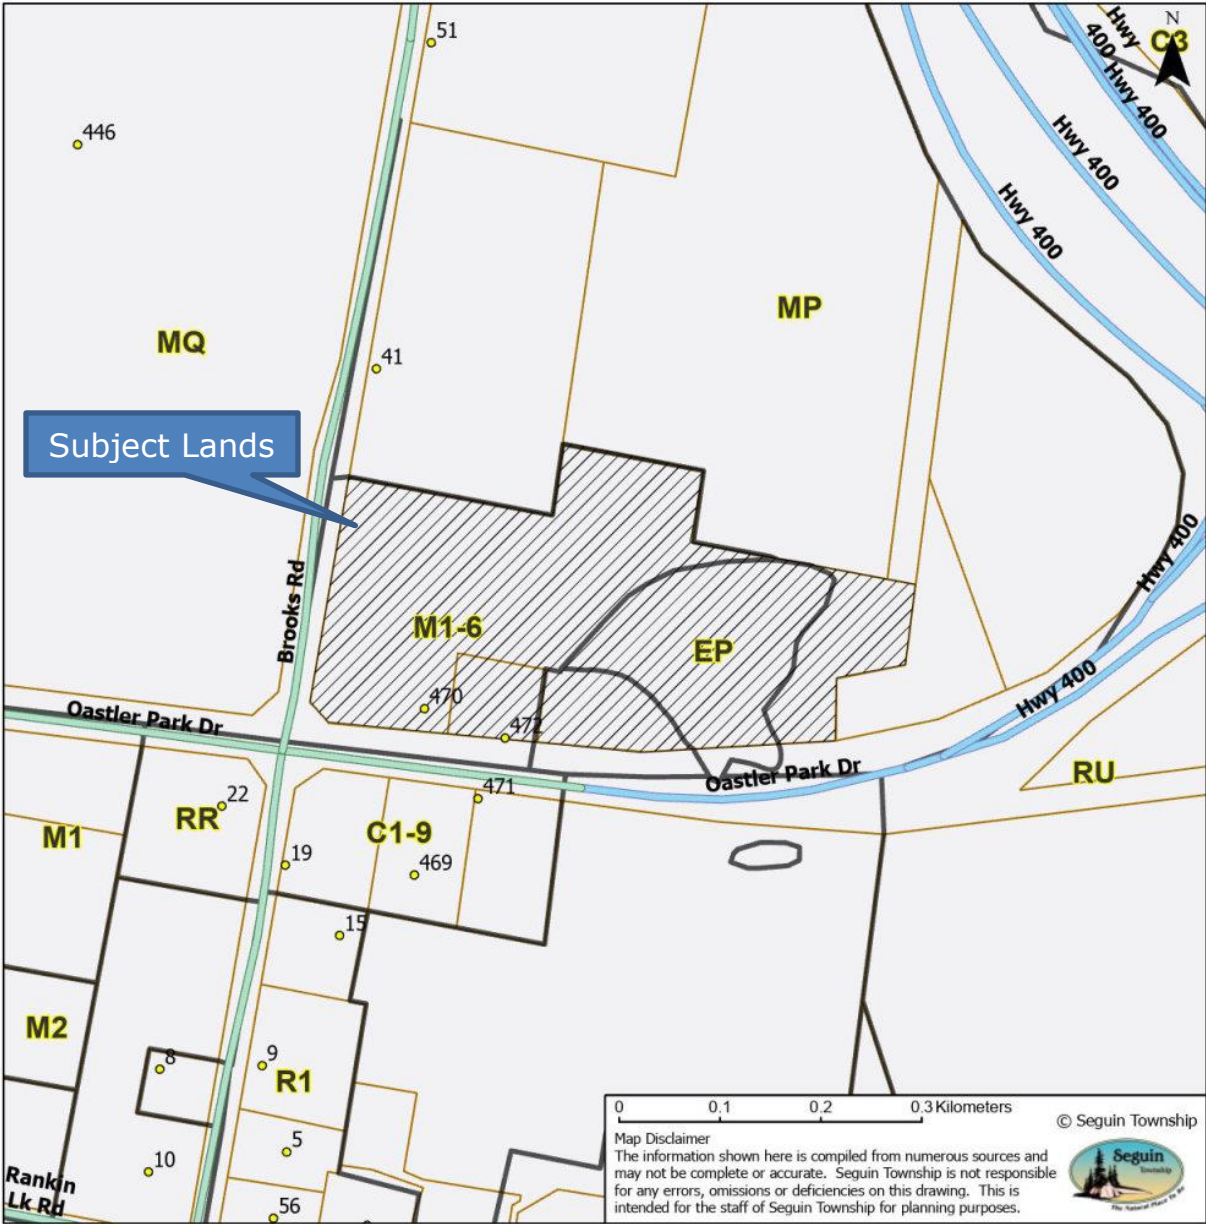 51
Hwy
400
N
C3
Hwy 400
446
Hwy 400
Hwy 400
MP
MQ
41
Subject Lands
Hwy 400
Brooks Rd
M1-6
EP
470
Hwy 400
Oastler Park Dr
472
Oastler Park Dr
RU
471
22
RR
M1
C1-9
19
469
15
M2
8
9
R1
5
10
Rankin
Lk Rd
56
0 0.1 0.2 0.3 Kilometers
© Seguin Township
Map Disclaimer
The information shown here is compiled from numerous sources and
may not be complete or accurate. Seguin Township is not responsible
for any errors, omissions or deficiencies on this drawing. This is
intended for the staff of Seguin Township for planning purposes.
Seguin
Township
The Natural Place To Be